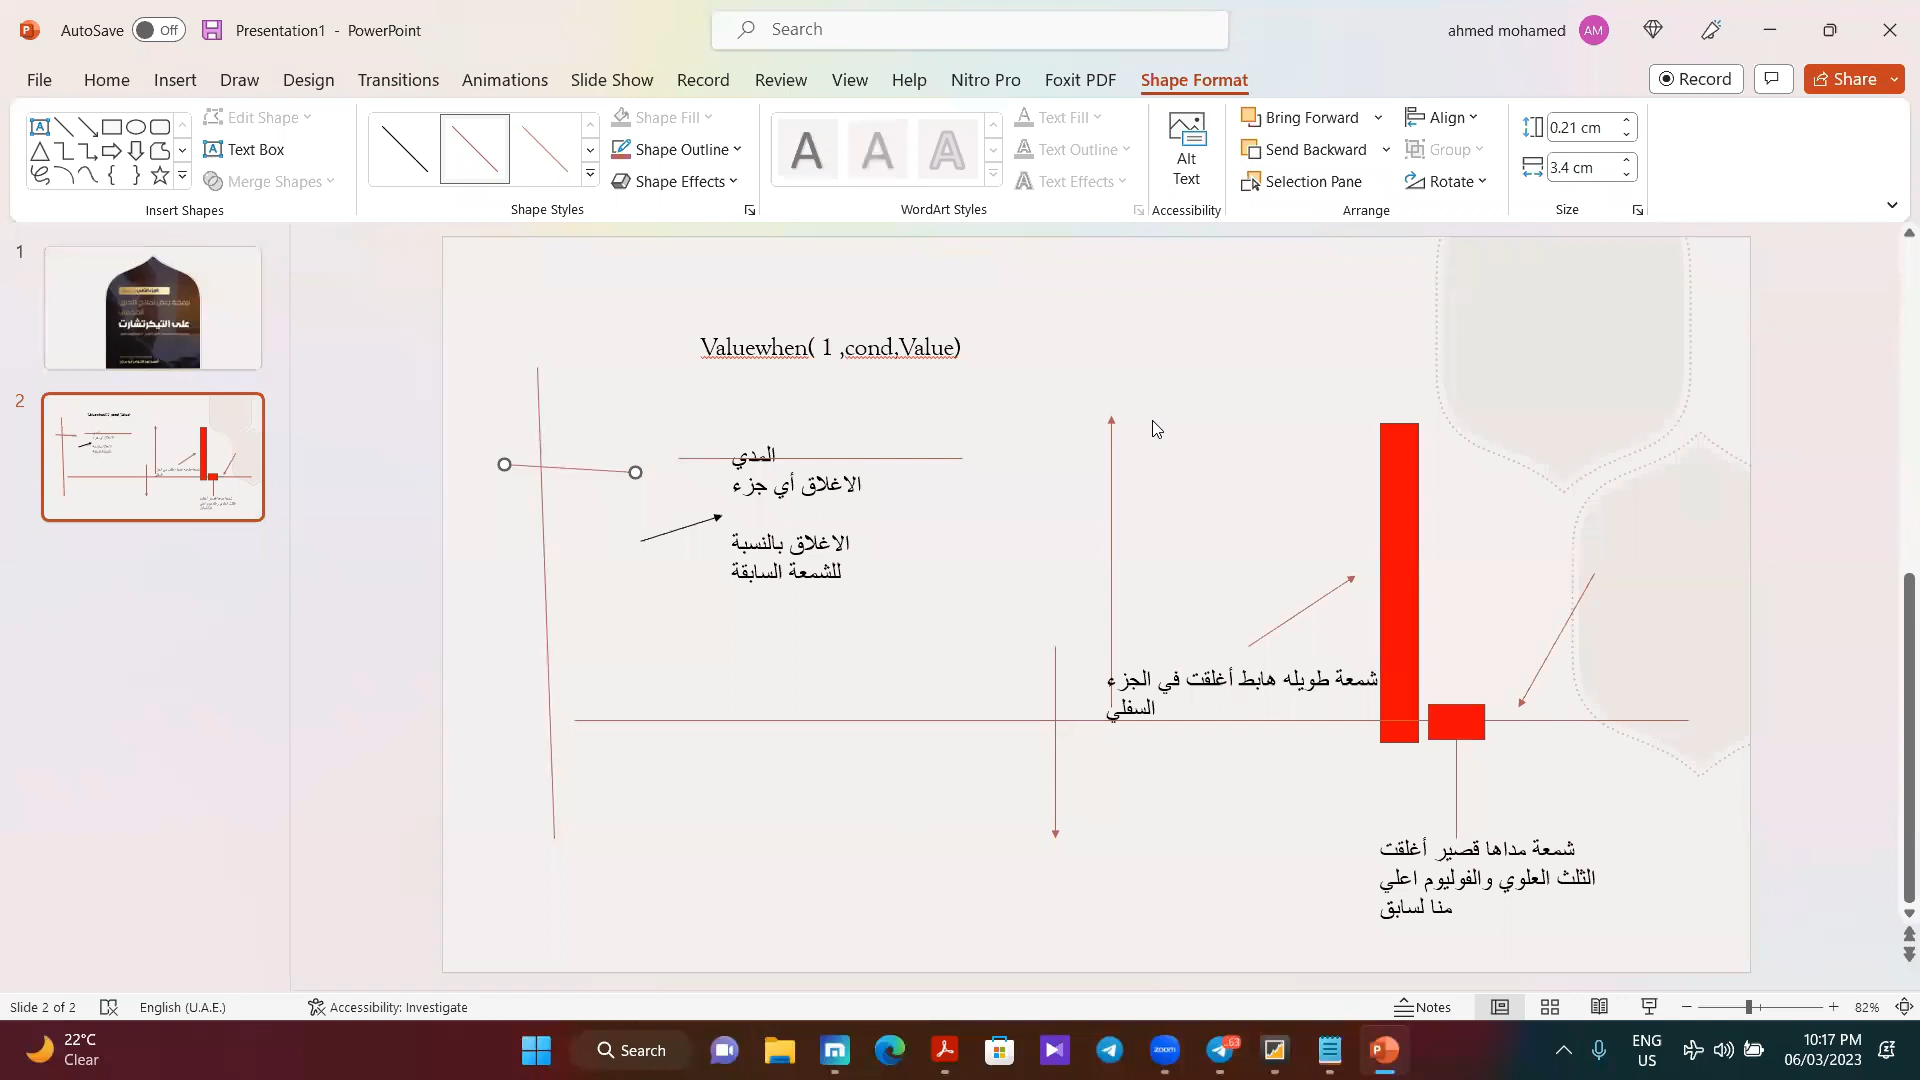 AutoSave
Off
Presentation1 - PowerPoint
Search
ahmed mohamed
AM
File
Home
Insert
Draw
Design
Transitions
Animations
Slide Show
Record
Review
View
Help
Nitro Pro
Foxit PDF
Shape Format
Record
Share
Edit Shape
Text Box
Merge Shapes
Insert Shapes
Shape Fill
Shape Outline
Shape Effects
Shape Styles
Text Fill
Text Outline
Text Effects
WordArt Styles
Alt
Text
Accessibility
Bring Forward
Send Backward
Selection Pane
Align
Group
Rotate
Arrange
0.21 cm
3.4 cm
Size
1
على التيكرتشارت
2
Valuewhen( 1 ,cond,Value)
المدي
الاغلاق أي جزء
الاغلاق بالنسبة
للشمعة السابقة
شمعة طويله هابط أغلقت في الجزء
السفلي
شمعة مداها قصير أغلقت
الثلث العلوي والفوليوم اعلي
منا لسابق
Slide 2 of 2
English (U.A.E.)
Accessibility: Investigate
Notes
82%
22°C
Clear
Search
zoom
63
ENG
US
10:17 PM
06/03/2023